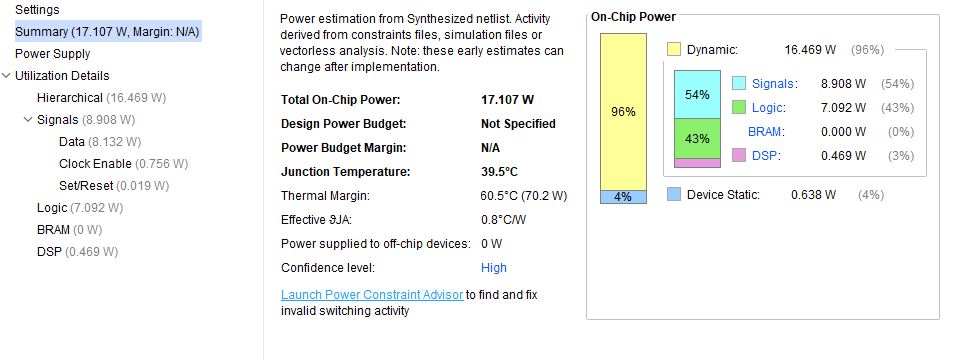 Settings
Summary (17.107 W, Margin: N/A)
Power Supply
Utilization Details
Hierarchical (16.469 W)
Signals (8.908 W)
Data (8.132 W)
Clock Enable (0.756 W)
Set/Reset (0.019 W)
Logic (7.092 W)
BRAM (0 W)
DSP (0.469 W)
Power estimation from Synthesized netlist. Activity
derived from constraints files, simulation files or
vectorless analysis. Note: these early estimates can
change after implementation.
Total On-Chip Power: 17.107 W
Design Power Budget: Not Specified
Power Budget Margin: N/A
Junction Temperature: 39.5°C
Thermal Margin: 60.5°C (70.2 W)
Effective ϑJA: 0.8°C/W
Power supplied to off-chip devices: 0 W
Confidence level: High
Launch Power Constraint Advisor to find and fix
invalid switching activity
On-Chip Power
96%
4%
Dynamic: 16.469 W (96%)
54%
43%
Signals: 8.908 W (54%)
Logic: 7.092 W (43%)
BRAM: 0.000 W (0%)
DSP: 0.469 W (3%)
Device Static: 0.638 W (4%)